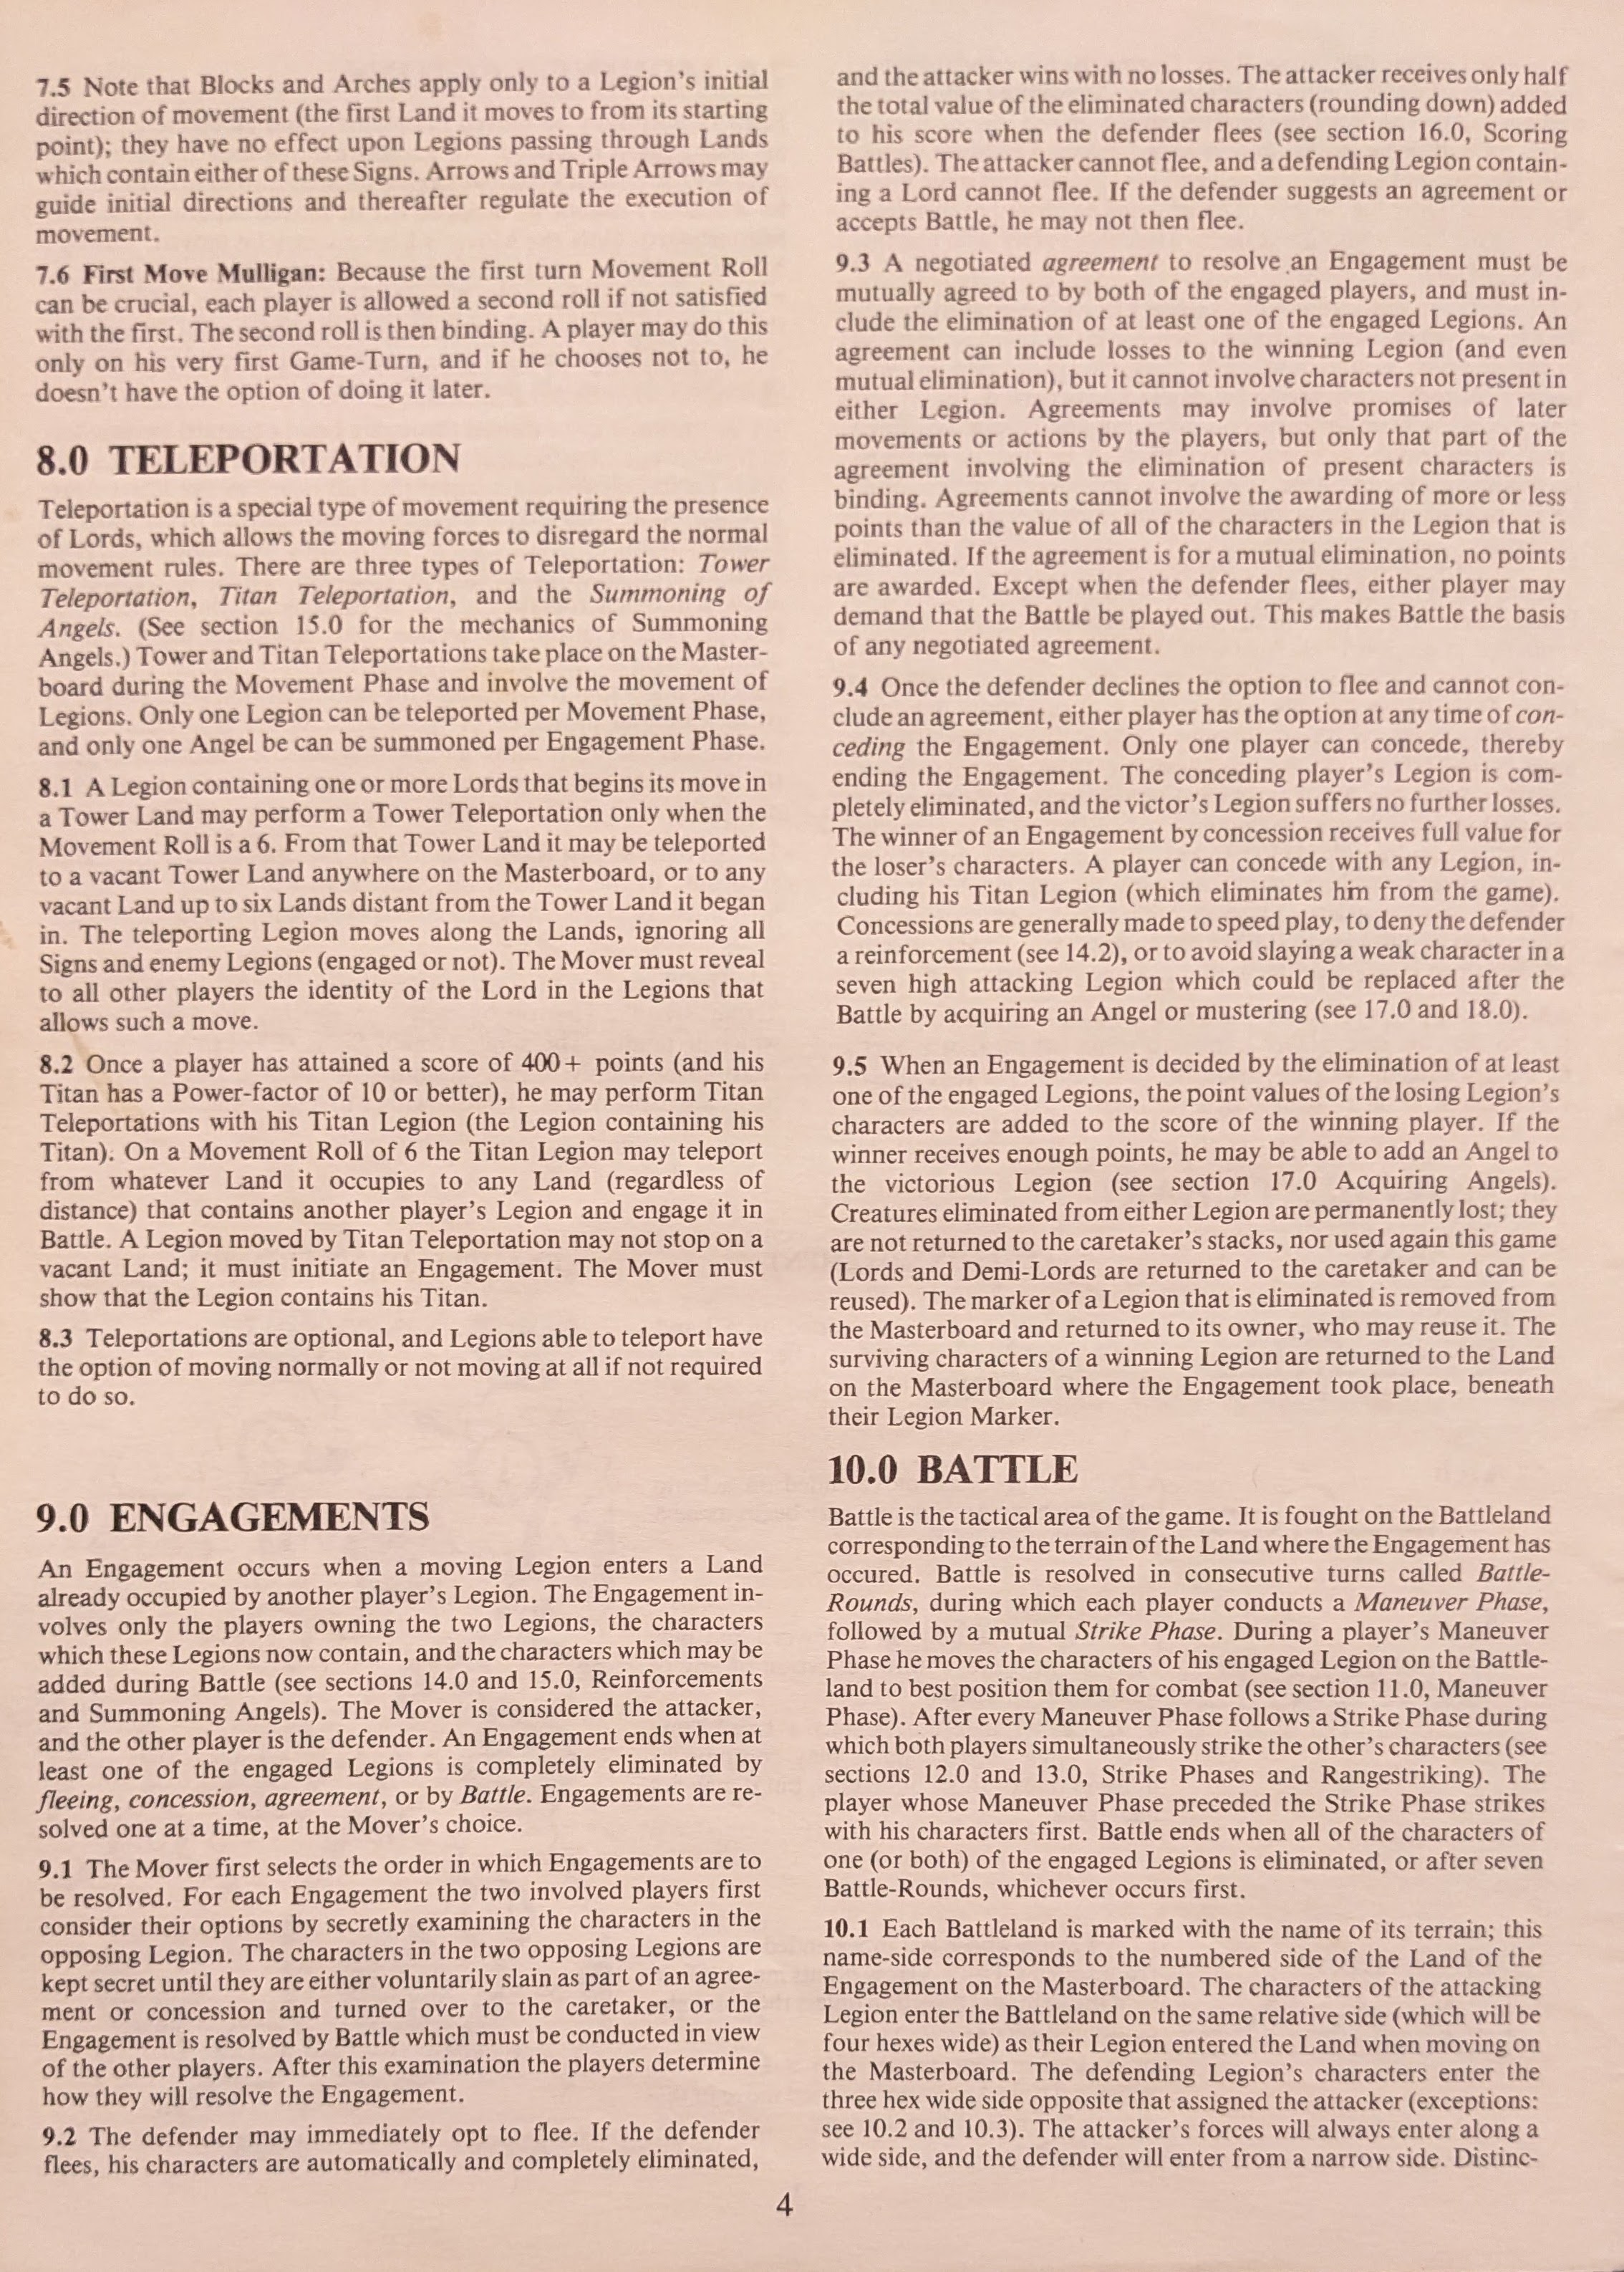 7.5 Note that Blocks and Arches apply only to a Legion's initial
direction of movement (the first Land it moves to from its starting
point); they have no effect upon Legions passing through Lands
which contain either of these Signs. Arrows and Triple Arrows may
guide initial directions and thereafter regulate the execution of
movement.
7.6 First Move Mulligan: Because the first turn Movement Roll
can be crucial, each player is allowed a second roll if not satisfied
with the first. The second roll is then binding. A player may do this
only on his very first Game-Turn, and if he chooses not to, he
doesn't have the option of doing it later.
8.0 TELEPORTATION
Teleportation is a special type of movement requiring the presence
of Lords, which allows the moving forces to disregard the normal
movement rules. There are three types of Teleportation: Tower
Teleportation, Titan Teleportation, and the Summoning of
Angels. (See section 15.0 for the mechanics of Summoning
Angels.) Tower and Titan Teleportations take place on the Master-
board during the Movement Phase and involve the movement of
Legions. Only one Legion can be teleported per Movement Phase,
and only one Angel be can be summoned per Engagement Phase.
8.1 A Legion containing one or more Lords that begins its move in
a Tower Land may perform a Tower Teleportation only when the
Movement Roll is a 6. From that Tower Land it may be teleported
to a vacant Tower Land anywhere on the Masterboard, or to any
vacant Land up to six Lands distant from the Tower Land it began
in. The teleporting Legion moves along the Lands, ignoring all
Signs and enemy Legions (engaged or not). The Mover must reveal
to all other players the identity of the Lord in the Legions that
allows such a move.
8.2 Once a player has attained a score of 400+ points (and his
Titan has a Power-factor of 10 or better), he may perform Titan
Teleportations with his Titan Legion (the Legion containing his
Titan). On a Movement Roll of 6 the Titan Legion may teleport
from whatever Land it occupies to any Land (regardless of
distance) that contains another player's Legion and engage it in
Battle. A Legion moved by Titan Teleportation may not stop on a
vacant Land; it must initiate an Engagement. The Mover must
show that the Legion contains his Titan.
8.3 Teleportations are optional, and Legions able to teleport have
the option of moving normally or not moving at all if not required
to do so.
9.0 ENGAGEMENTS
An Engagement occurs when a moving Legion enters a Land
already occupied by another player's Legion. The Engagement in-
volves only the players owning the two Legions, the characters
which these Legions now contain, and the characters which may be
added during Battle (see sections 14.0 and 15.0, Reinforcements
and Summoning Angels). The Mover is considered the attacker,
and the other player is the defender. An Engagement ends when at
least one of the engaged Legions is completely eliminated by
fleeing, concession, agreement, or by Battle. Engagements are re-
solved one at a time, at the Mover's choice.
9.1 The Mover first selects the order in which Engagements are to
be resolved. For each Engagement the two involved players first
consider their options by secretly examining the characters in the
opposing Legion. The characters in the two opposing Legions are
kept secret until they are either voluntarily slain as part of an agree-
ment or concession and turned over to the caretaker, or the
Engagement is resolved by Battle which must be conducted in view
of the other players. After this examination the players determine
how they will resolve the Engagement.
9.2 The defender may immediately opt to flee. If the defender
flees, his characters are automatically and completely eliminated,
and the attacker wins with no losses. The attacker receives only half
the total value of the eliminated characters (rounding down) added
to his score when the defender flees (see section 16.0, Scoring
Battles). The attacker cannot flee, and a defending Legion contain-
ing a Lord cannot flee. If the defender suggests an agreement or
accepts Battle, he may not then flee.
9.3 A negotiated agreement to resolve an Engagement must be
mutually agreed to by both of the engaged players, and must in-
clude the elimination of at least one of the engaged Legions. An
agreement can include losses to the winning Legion (and even
mutual elimination), but it cannot involve characters not present in
either Legion. Agreements may involve promises of later
movements or actions by the players, but only that part of the
agreement involving the elimination of present characters is
binding. Agreements cannot involve the awarding of more or less
points than the value of all of the characters in the Legion that is
eliminated. If the agreement is for a mutual elimination, no points
are awarded. Except when the defender flees, either player may
demand that the Battle be played out. This makes Battle the basis
of any negotiated agreement.
9.4 Once the defender declines the option to flee and cannot con-
clude an agreement, either player has the option at any time of con-
ceding the Engagement. Only one player can concede, thereby
ending the Engagement. The conceding player's Legion is com-
pletely eliminated, and the victor's Legion suffers no further losses.
The winner of an Engagement by concession receives full value for
the loser's characters. A player can concede with any Legion, in-
cluding his Titan Legion (which eliminates him from the game).
Concessions are generally made to speed play, to deny the defender
a reinforcement (see 14.2), or to avoid slaying a weak character in a
seven high attacking Legion which could be replaced after the
Battle by acquiring an Angel or mustering (see 17.0 and 18.0).
9.5 When an Engagement is decided by the elimination of at least
one of the engaged Legions, the point values of the losing Legion's
characters are added to the score of the winning player. If the
winner receives enough points, he may be able to add an Angel to
the victorious Legion (see section 17.0 Acquiring Angels).
Creatures eliminated from either Legion are permanently lost; they
are not returned to the caretaker's stacks, nor used again this game
(Lords and Demi-Lords are returned to the caretaker and can be
reused). The marker of a Legion that is eliminated is removed from
the Masterboard and returned to its owner, who may reuse it. The
surviving characters of a winning Legion are returned to the Land
on the Masterboard where the Engagement took place, beneath
their Legion Marker.
10.0 BATTLE
Battle is the tactical area of the game. It is fought on the Battleland
corresponding to the terrain of the Land where the Engagement has
occured. Battle is resolved in consecutive turns called Battle-
Rounds, during which each player conducts a Maneuver Phase,
followed by a mutual Strike Phase. During a player's Maneuver
Phase he moves the characters of his engaged Legion on the Battle-
land to best position them for combat (see section 11.0, Maneuver
Phase). After every Maneuver Phase follows a Strike Phase during
which both players simultaneously strike the other's characters (see
sections 12.0 and 13.0, Strike Phases and Rangestriking). The
player whose Maneuver Phase preceded the Strike Phase strikes
with his characters first. Battle ends when all of the characters of
one (or both) of the engaged Legions is eliminated, or after seven
Battle-Rounds, whichever occurs first.
10.1 Each Battleland is marked with the name of its terrain; this
name-side corresponds to the numbered side of the Land of the
Engagement on the Masterboard. The characters of the attacking
Legion enter the Battleland on the same relative side (which will be
four hexes wide) as their Legion entered the Land when moving on
the Masterboard. The defending Legion's characters enter the
three hex wide side opposite that assigned the attacker (exceptions:
see 10.2 and 10.3). The attacker's forces will always enter along a
wide side, and the defender will enter from a narrow side. Distinc-
4